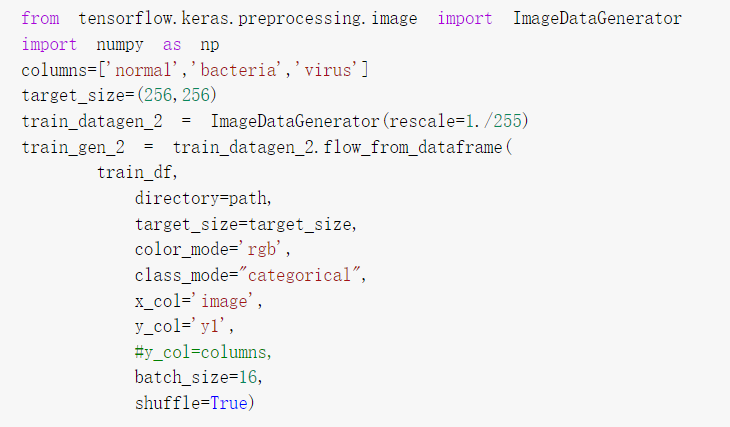 from tensorflow.keras.preprocessing.image import ImageDataGenerator
import numpy as np
columns=['normal','bacteria','virus']
target_size=(256,256)
train_datagen_2 = ImageDataGenerator(rescale=1./255)
train_gen_2 = train_datagen_2.flow_from_dataframe(
train_df,
directory=path,
target_size=target_size,
color_mode='rgb',
class_mode="categorical",
x_col='image',
y_col='y1',
#y_col=columns,
batch_size=16,
shuffle=True)